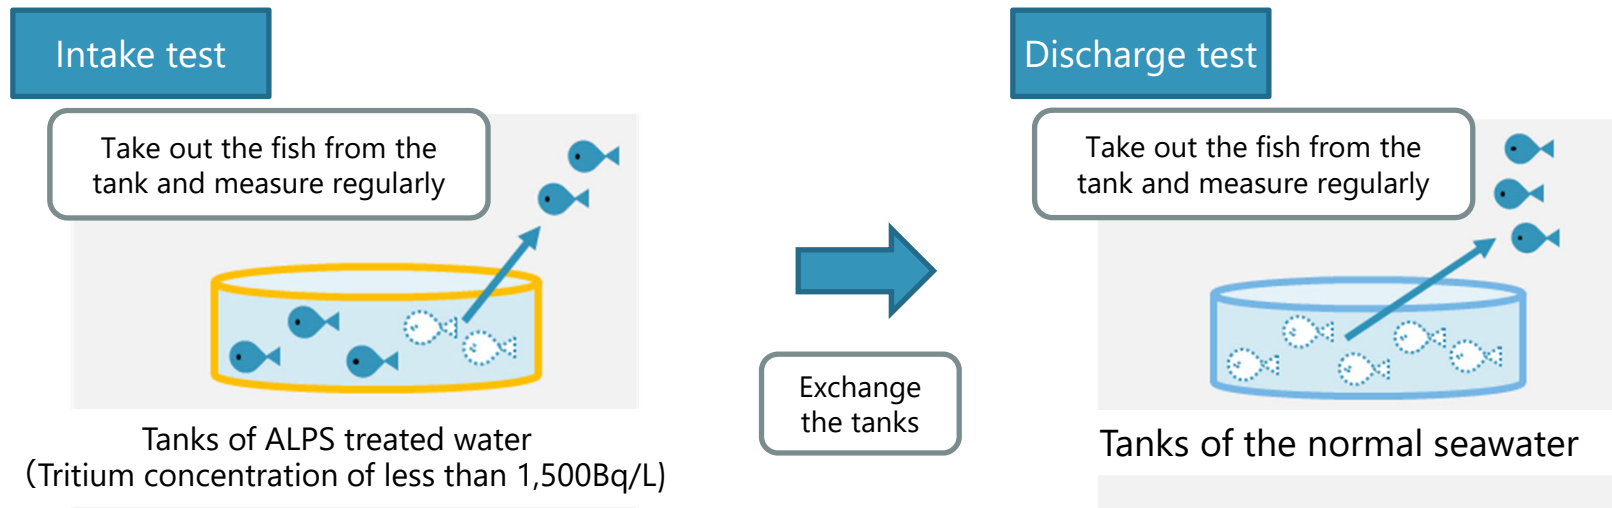 Intake test
Take out the fish from the
tank and measure regularly
Tanks of ALPS treated water
（Tritium concentration of less than 1,500Bq/L)
Exchange
the tanks
Discharge test
Take out the fish from the
tank and measure regularly
Tanks of the normal seawater